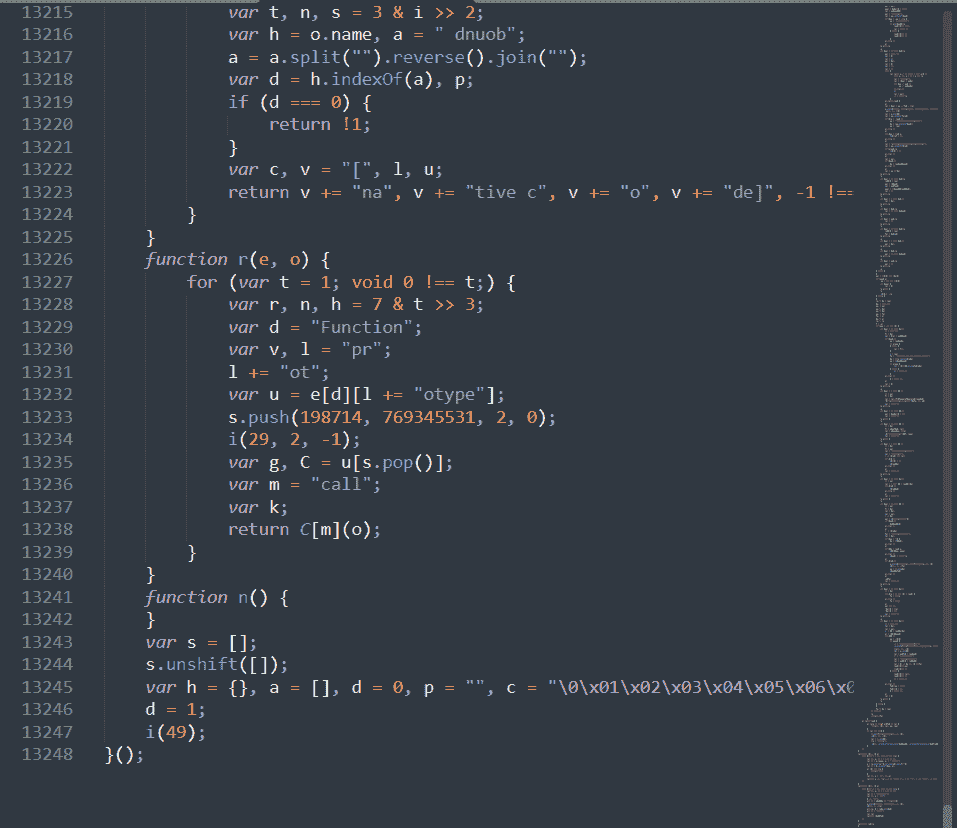 13215 var t, n, s = 3 & i >> 2;
13216 var h = o.name, a = " dnuob";
13217 a = a.split("").reverse().join("");
13218 var d = h.indexOf(a), p;
13219 if (d === 0) {
13220 return !1;
13221 }
13222 var c, v = "[", l, u;
13223 return v += "na", v += "tive c", v += "o", v += "de]", -1 !==
13224 }
13225 }
13226 function r(e, o) {
13227 for (var t = 1; void 0 !== t;) {
13228 var r, n, h = 7 & t >> 3;
13229 var d = "Function";
13230 var v, l = "pr";
13231 l += "ot";
13232 var u = e[d][l += "otype"];
13233 s.push(198714, 769345531, 2, 0);
13234 i(29, 2, -1);
13235 var g, C = u[s.pop()];
13236 var m = "call";
13237 var k;
13238 return C[m](o);
13239 }
13240 }
13241 function n() {
13242 }
13243 var s = [];
13244 s.unshift([]);
13245 var h = {}, a = [], d = 0, p = "", c = "\0\x01\x02\x03\x04\x05\x06\x0
13246 d = 1;
13247 i(49);
13248 }();